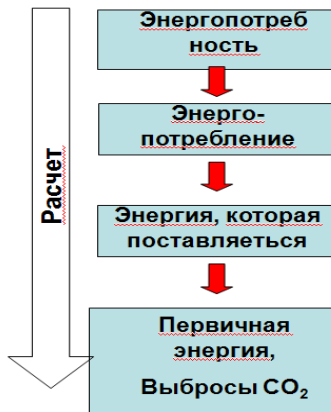 Энергопотреб
ность
Энерго-
потребление
Энергия, которая
поставляеться
Первичная
энергия,
Выбросы CO₂
Расчет